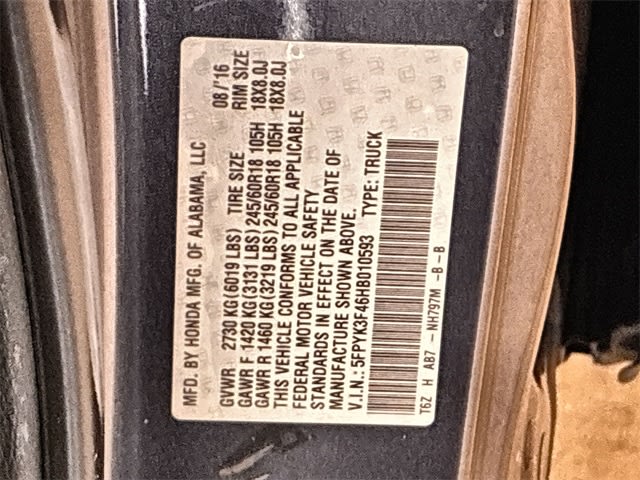 MFD. BY HONDA MFG. OF ALABAMA, LLC 08/'16
GVWR 2730 KG(6019 LBS) TIRE SIZE RIM SIZE
GAWR F 1420 KG(3131 LBS) 245/60R18 105H 18X8.0J
GAWR R 1460 KG(3219 LBS) 245/60R18 105H 18X8.0J
THIS VEHICLE CONFORMS TO ALL APPLICABLE
FEDERAL MOTOR VEHICLE SAFETY
STANDARDS IN EFFECT ON THE DATE OF
MANUFACTURE SHOWN ABOVE.
V.I.N.: 5FPYK3F46HB010593 TYPE: TRUCK
T6Z H AB7 - NH797M -B -B